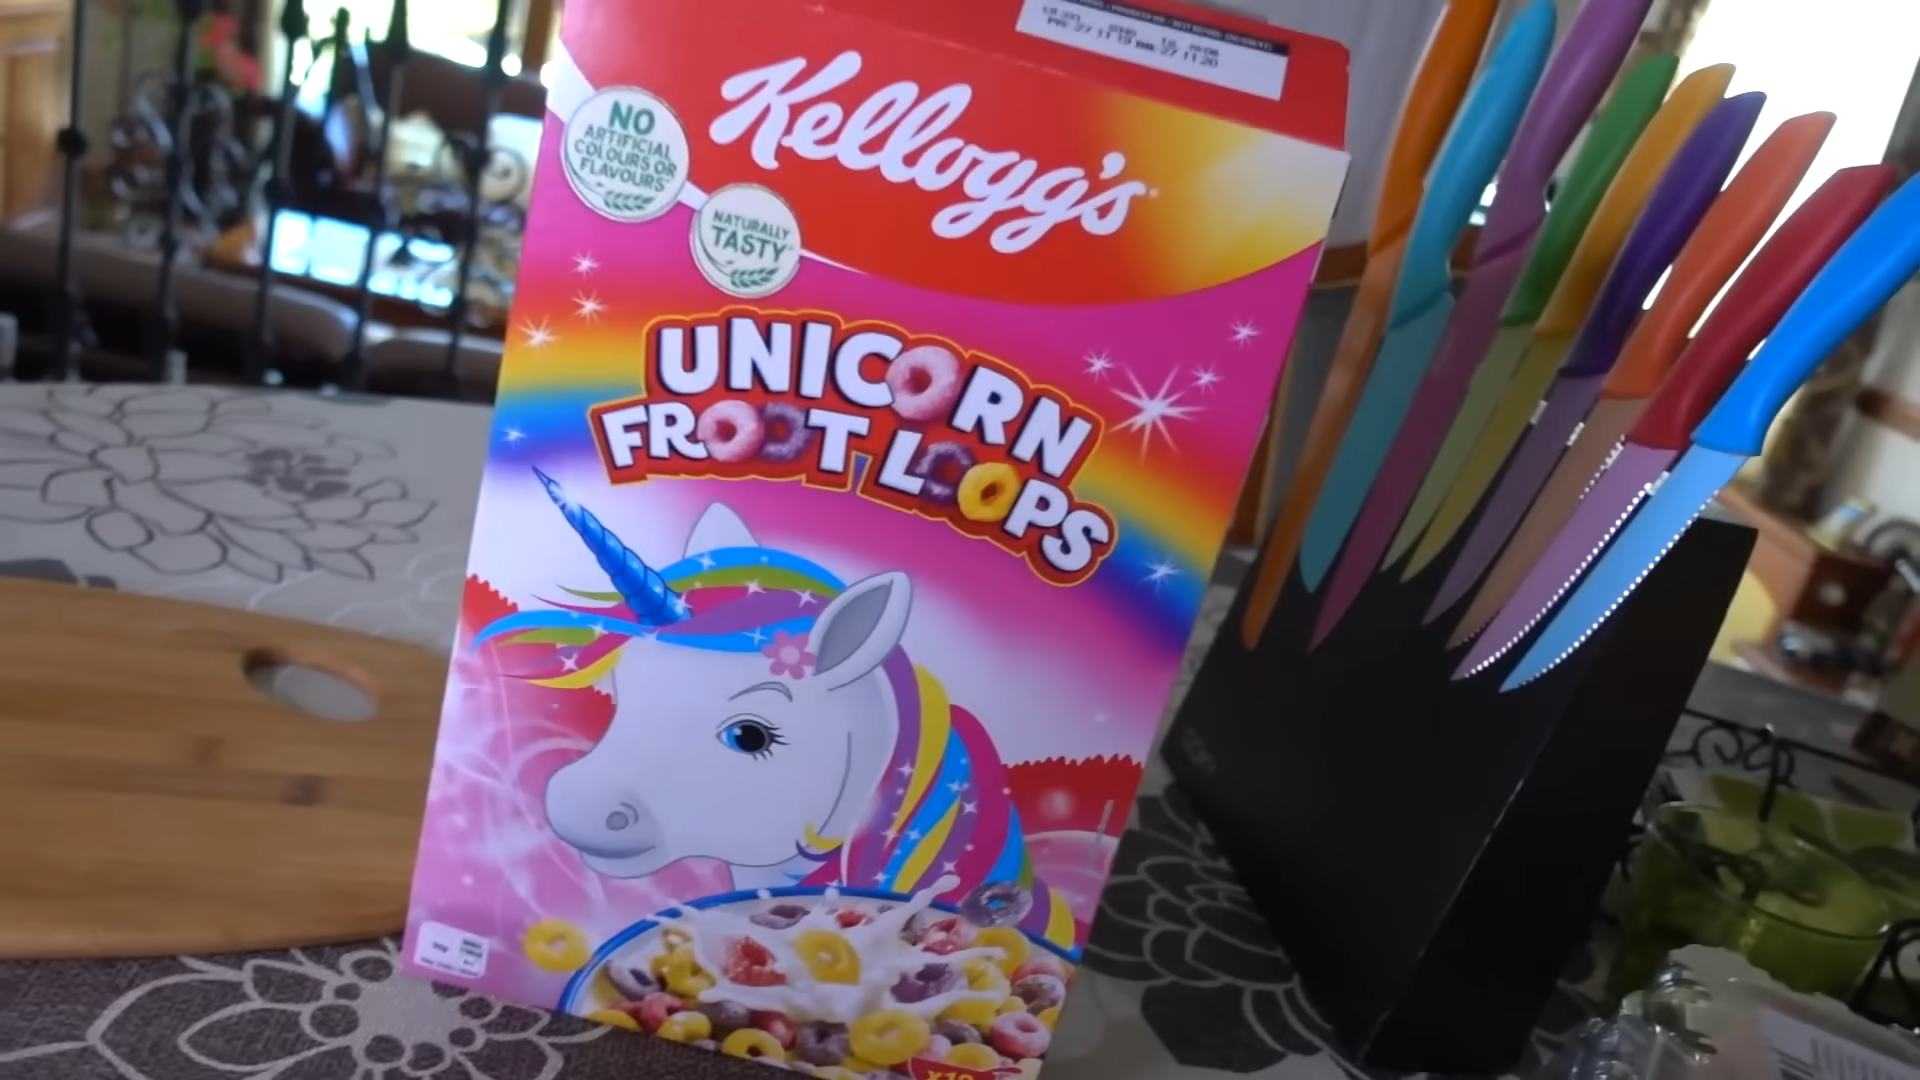 Kellogg's
NO
ARTIFICIAL
COLOURS OR
FLAVOURS
NATURALLY
TASTY
UNICORN
FROOT LOOPS